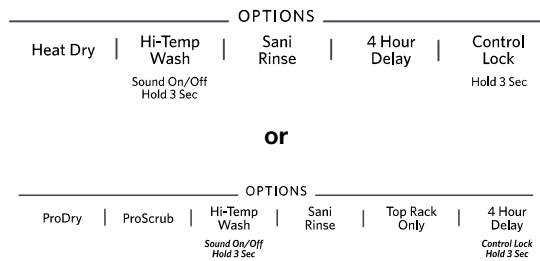 OPTIONS
Heat Dry | Hi-Temp Wash | Sani Rinse | 4 Hour Delay | Control Lock
Sound On/Off Hold 3 Sec
Hold 3 Sec
or
OPTIONS
ProDry | ProScrub | Hi-Temp Wash | Sani Rinse | Top Rack Only | 4 Hour Delay
Sound On/Off Hold 3 Sec
Control Lock Hold 3 Sec